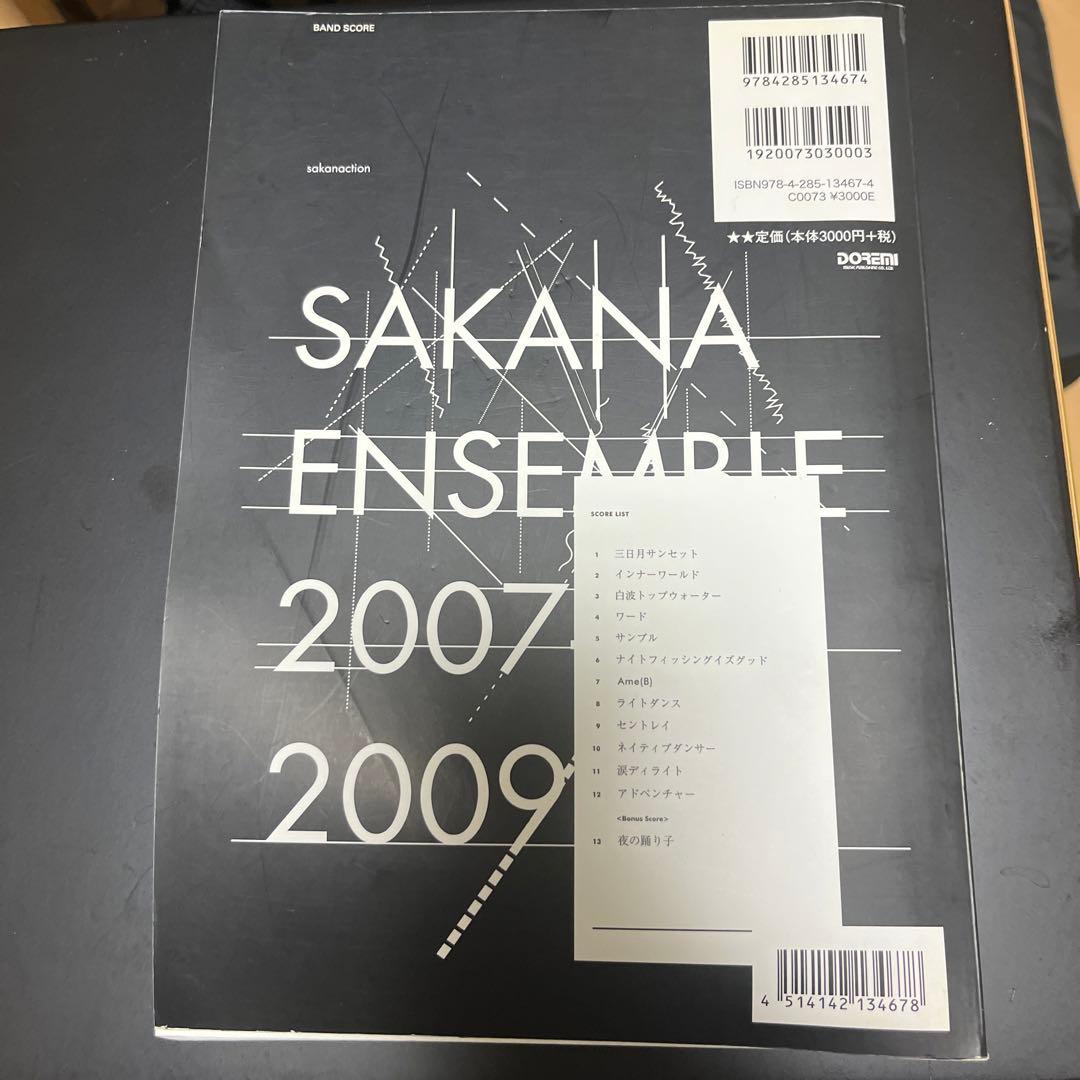 BAND SCORE
9784285134674
1920073030003
ISBN978-4-285-13467-4
C0073 ¥3000E
★★定価(本体3000円+税)
DOREMI
MUSIC PUBLISHING CO., LTD.
sakanaction
SAKANA
ENSEMBLE
2007-
2009
SCORE LIST
1 三日月サンセット
2 インナーワールド
3 白波トップウォーター
4 ワード
5 サンプル
6 ナイトフィッシングイズグッド
7 Ame(B)
8 ライトダンス
9 セントレイ
10 ネイティブダンサー
11 涙ディライト
12 アドベンチャー
<Bonus Score>
13 夜の踊り子
4 514142 134678